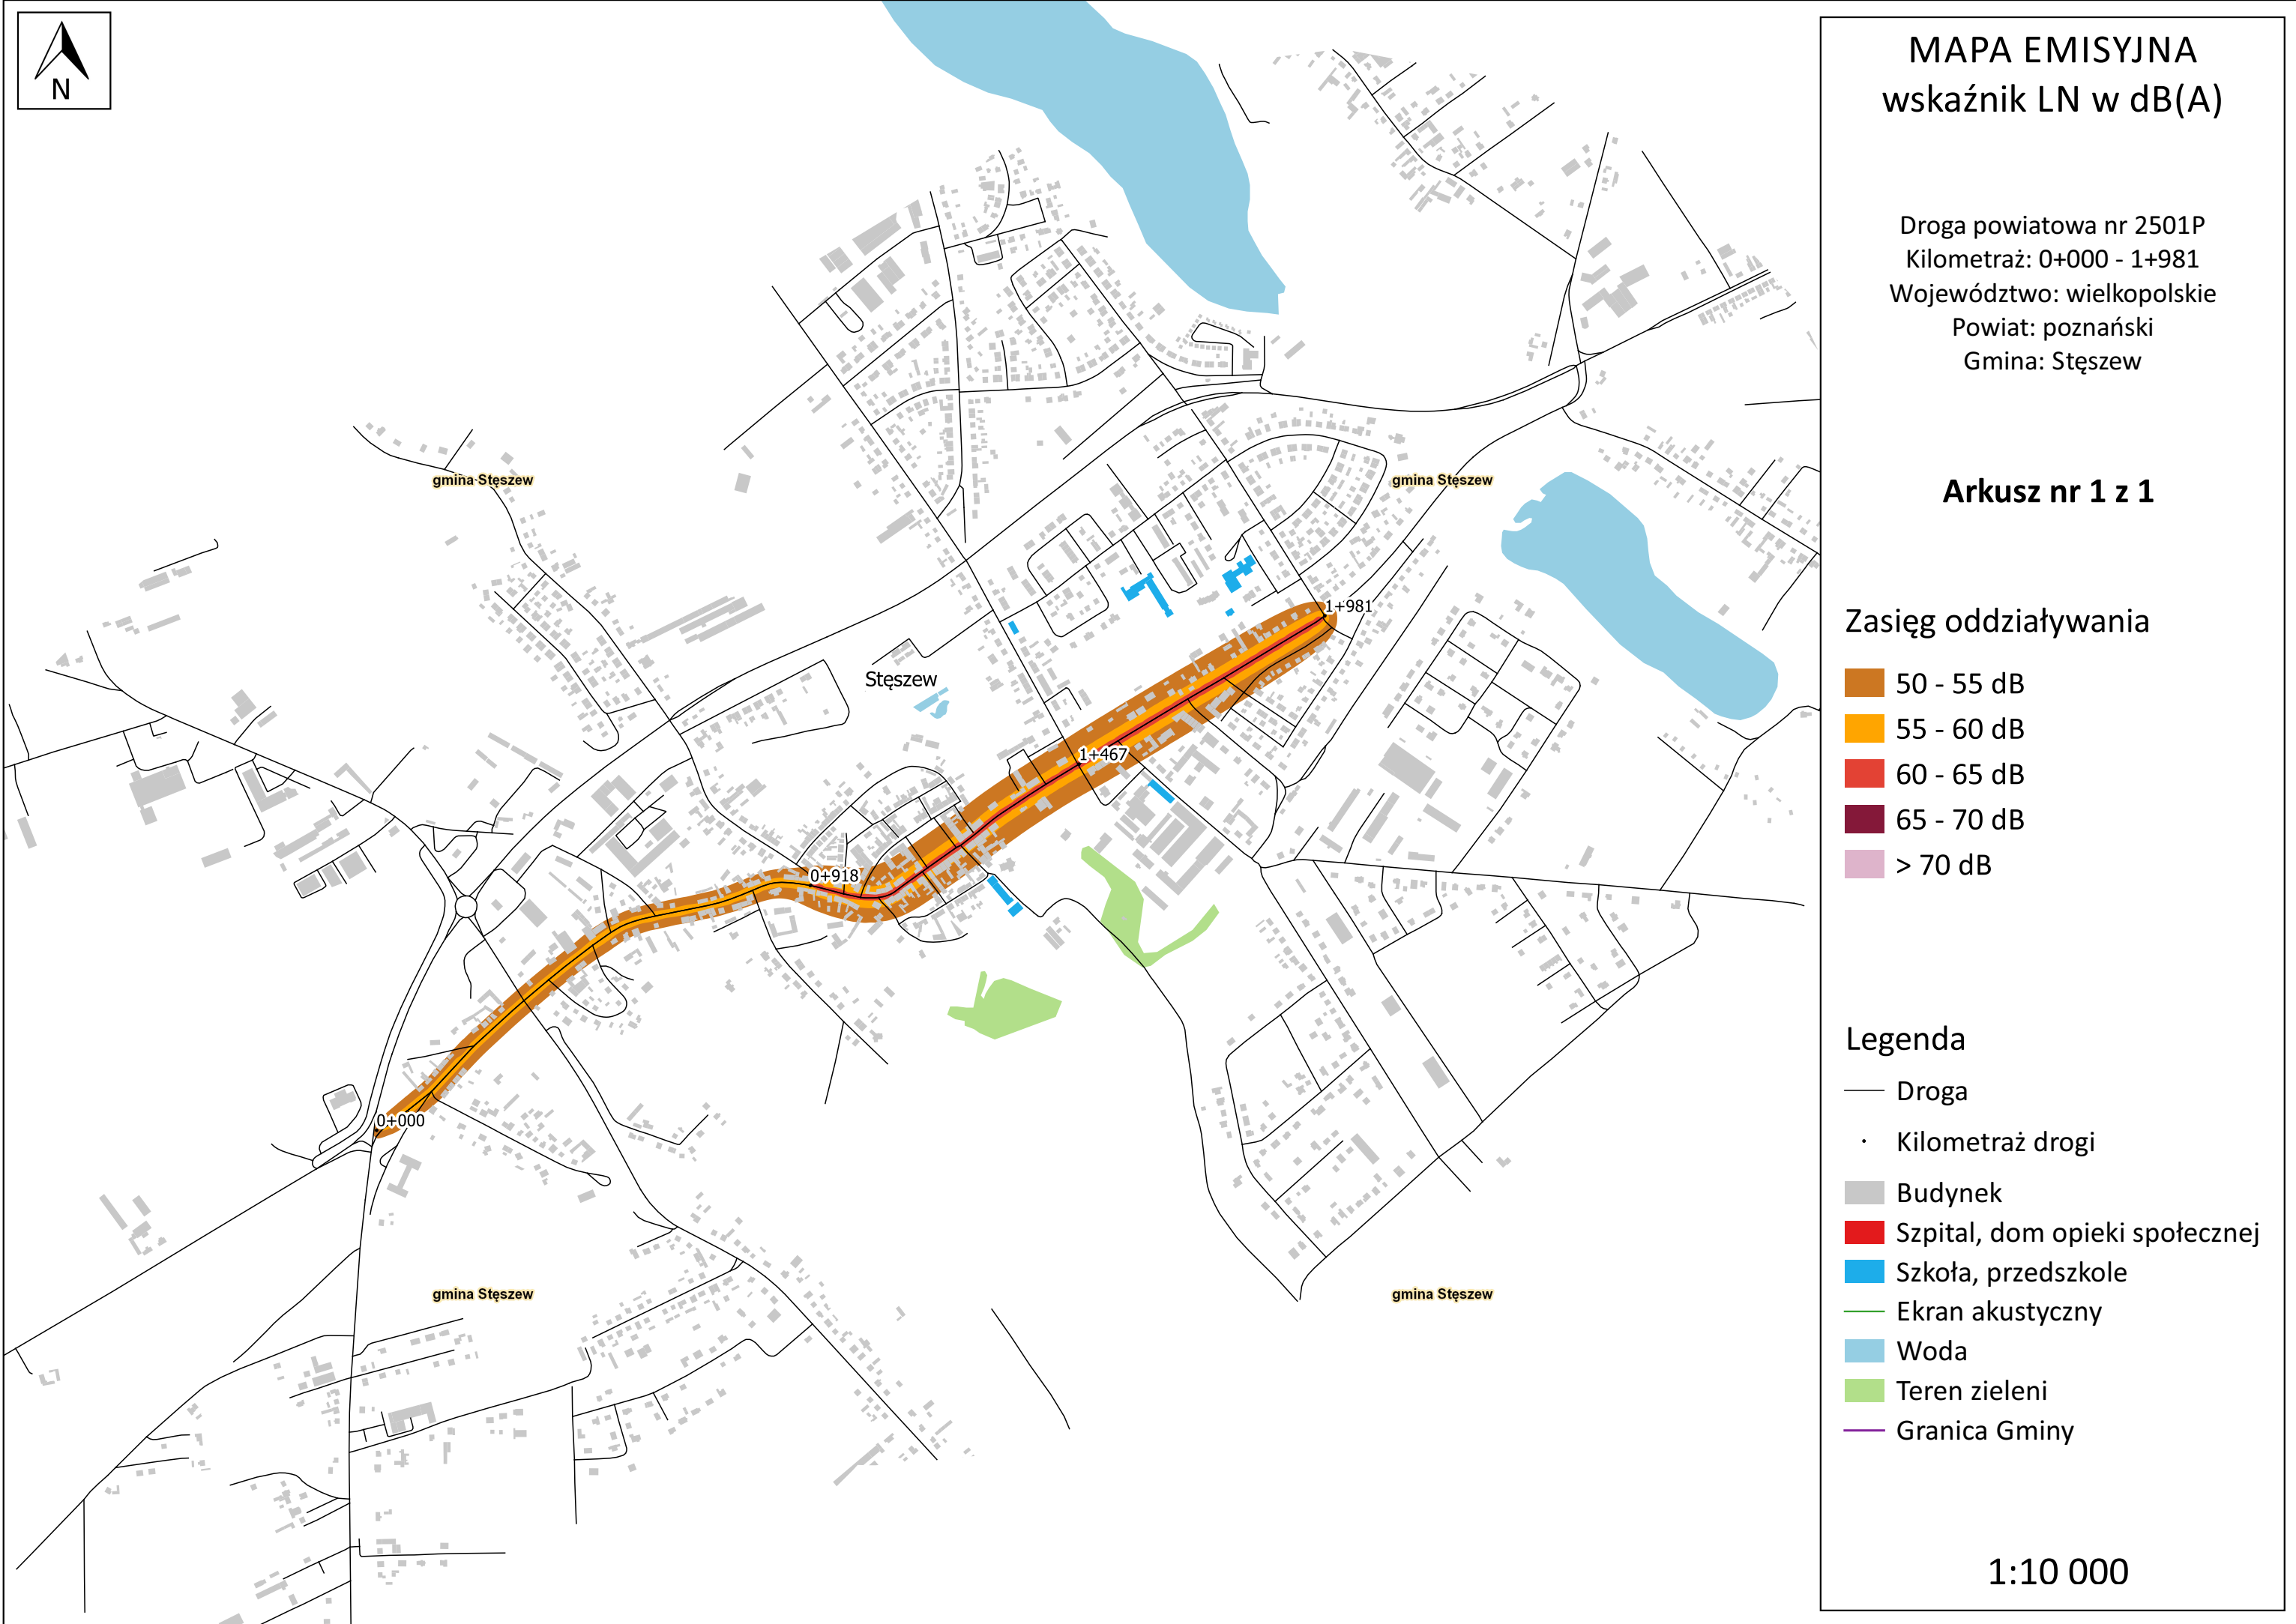 N
gmina Stęszew
gmina Stęszew
1+981
Stęszew
1+467
0+918
0+000
gmina Stęszew
gmina Stęszew
MAPA EMISYJNA
wskaźnik LN w dB(A)
Droga powiatowa nr 2501P
Kilometraż: 0+000 - 1+981
Województwo: wielkopolskie
Powiat: poznański
Gmina: Stęszew
Arkusz nr 1 z 1
Zasięg oddziaływania
50 - 55 dB
55 - 60 dB
60 - 65 dB
65 - 70 dB
> 70 dB
Legenda
Droga
Kilometraż drogi
Budynek
Szpital, dom opieki społecznej
Szkoła, przedszkole
Ekran akustyczny
Woda
Teren zieleni
Granica Gminy
1:10 000